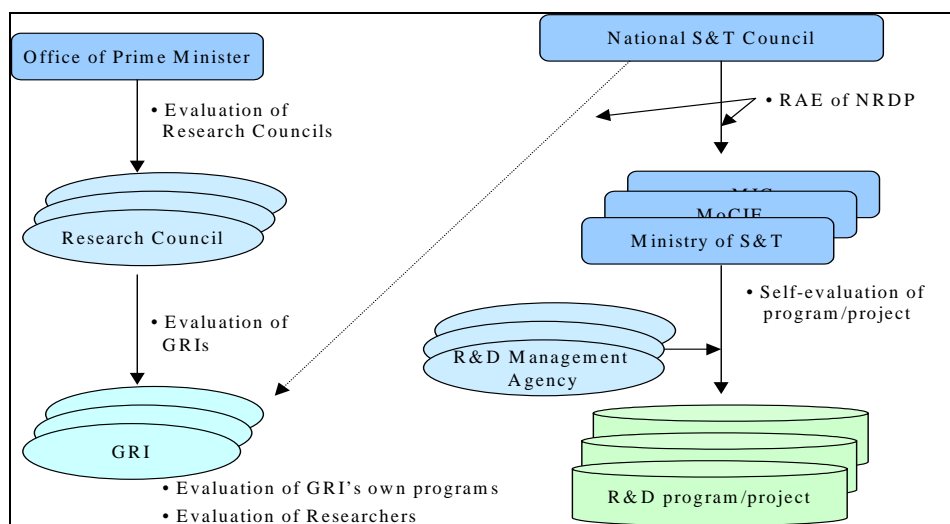 Office of Prime Minister
National S&T Council
• Evaluation of
Research Councils
• RAE of NRDP
MoCIE
Ministry of S&T
Research Council
• Self-evaluation of
program/project
• Evaluation of
GRIs
R&D Management
Agency
GRI
• Evaluation of GRI's own programs
• Evaluation of Researchers
R&D program/project